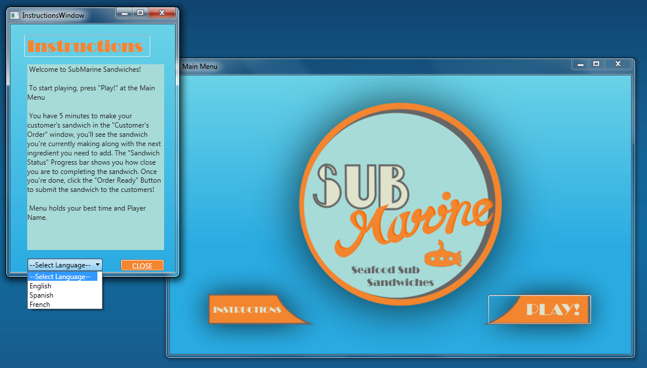 InstructionsWindow
Instructions
Welcome to SubMarine Sandwiches!
To start playing, press "Play!" at the Main
Menu
You have 5 minutes to make your
customer's sandwich in the "Customer's
Order" window, you'll see the sandwich
you're currently making along with the next
ingredient you need to add. The "Sandwich
Status" Progress bar shows you how close
you are to completing the sandwich. Once
you're done, click the "Order Ready" Button
to submit the sandwich to the customers!
Menu holds your best time and Player
Name.
--Select Language--
CLOSE
--Select Language--
English
Spanish
French
Main Menu
SUB
Marine
Seafood Sub
Sandwiches
INSTRUCTIONS
PLAY!